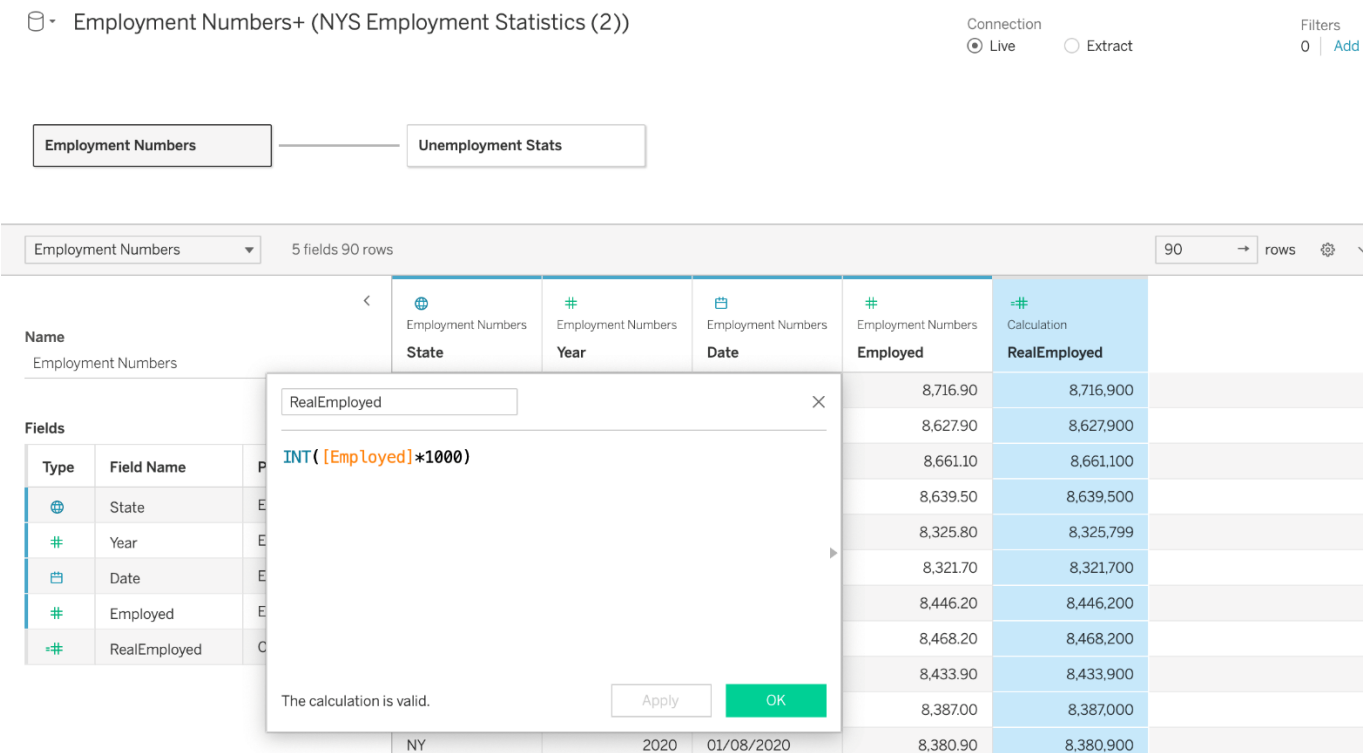 Employment Numbers+ (NYS Employment Statistics (2))
Connection
Live Extract
Filters
0 Add
Employment Numbers
Unemployment Stats
Employment Numbers
5 fields 90 rows
90 → rows
Name
Employment Numbers
Fields
Type Field Name P
State E
Year E
Date E
Employed E
RealEmployed C
Employment Numbers Employment Numbers Employment Numbers Employment Numbers Calculation
State Year Date Employed RealEmployed
RealEmployed
INT([Employed]*1000)
The calculation is valid.
Apply OK
8,716.90 8,716,900
8,627.90 8,627,900
8,661.10 8,661,100
8,639.50 8,639,500
8,325.80 8,325,799
8,321.70 8,321,700
8,446.20 8,446,200
8,468.20 8,468,200
8,433.90 8,433,900
8,387.00 8,387,000
NY 2020 01/08/2020 8,380.90 8,380,900